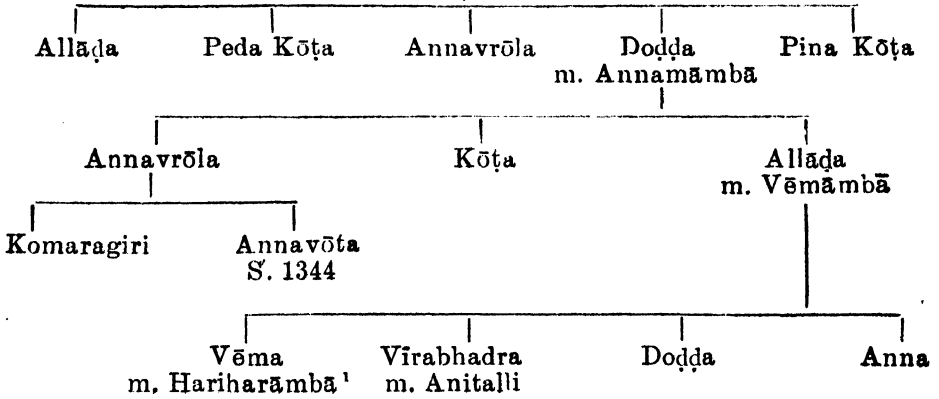 Allāḍa Peda Kōṭa Annavrōla Doḍḍa Pina Kōṭa
m. Annamāmbā
Annavrōla Kōṭa Allāḍa
m. Vēmāmbā
Komaragiri Annavōta
Ś. 1344
Vēma Vīrabhadra Doḍḍa Anna
m. Hariharāmbā¹ m. Anitalli